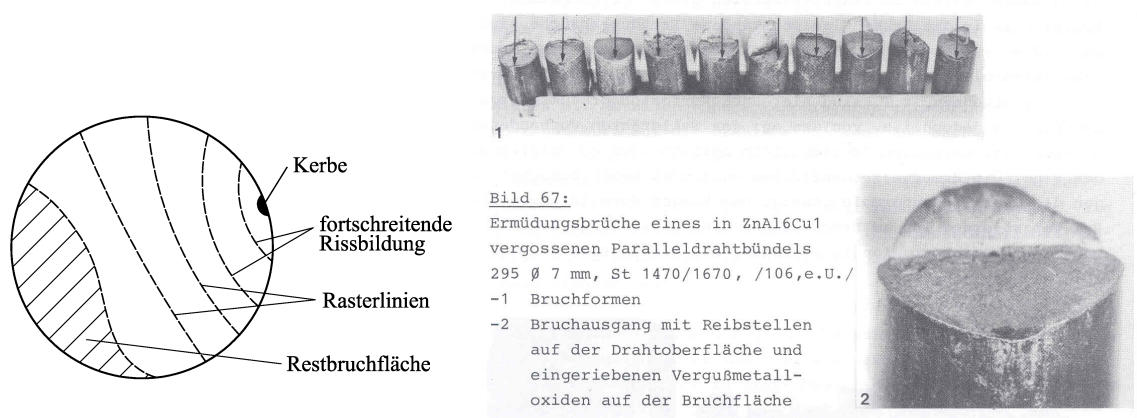 Kerbe
fortschreitende
Rissbildung
Rasterlinien
Restbruchfläche
1
Bild 67:
Ermüdungsbrüche eines in ZnAl6Cu1
vergossenen Paralleldrahtbündels
295 Ø 7 mm, St 1470/1670, /106,e.U./
-1 Bruchformen
-2 Bruchausgang mit Reibstellen
auf der Drahtoberfläche und
eingeriebenen Vergußmetall-
oxiden auf der Bruchfläche
2